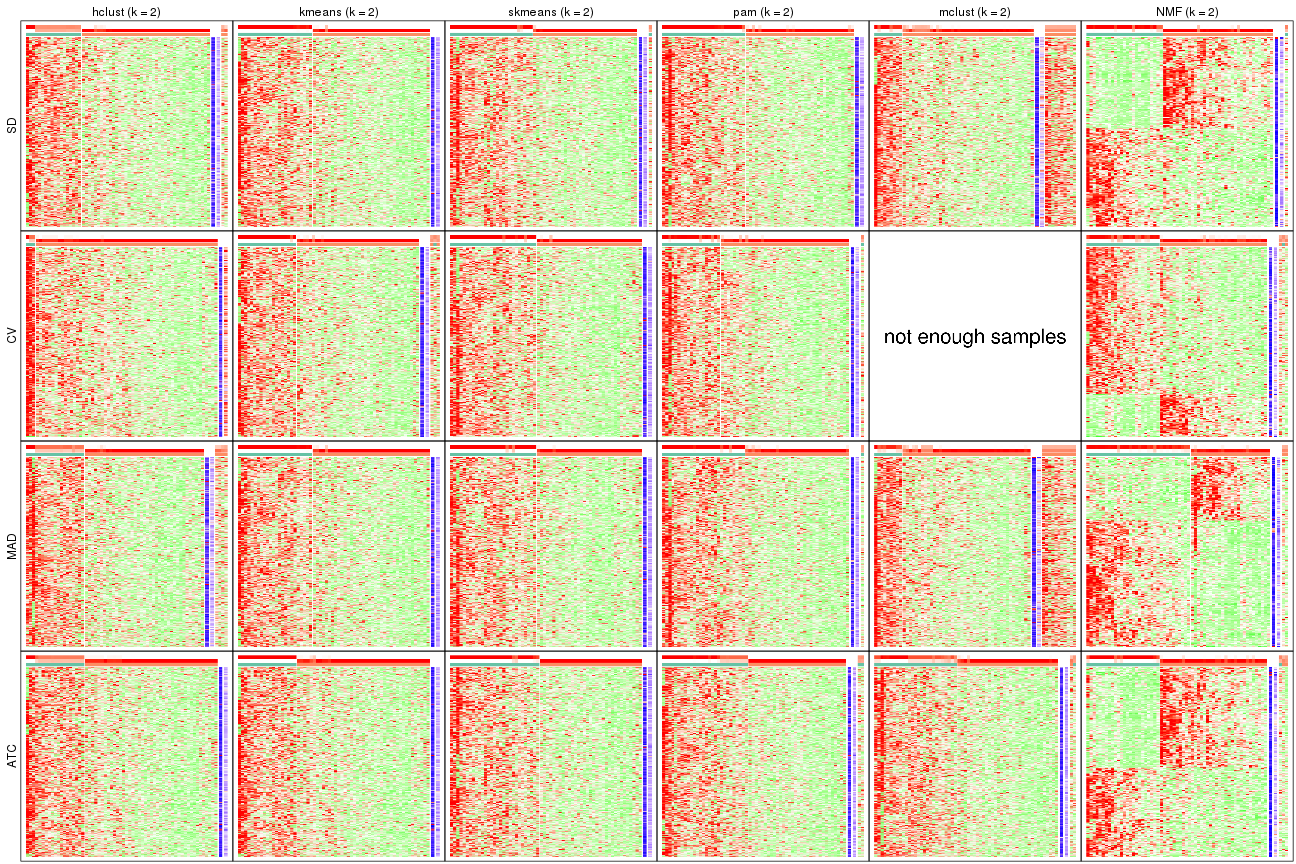 hclust (k = 2) kmeans (k = 2) skmeans (k = 2) pam (k = 2) mclust (k = 2) NMF (k = 2)
SD
CV
not enough samples
MAD
ATC